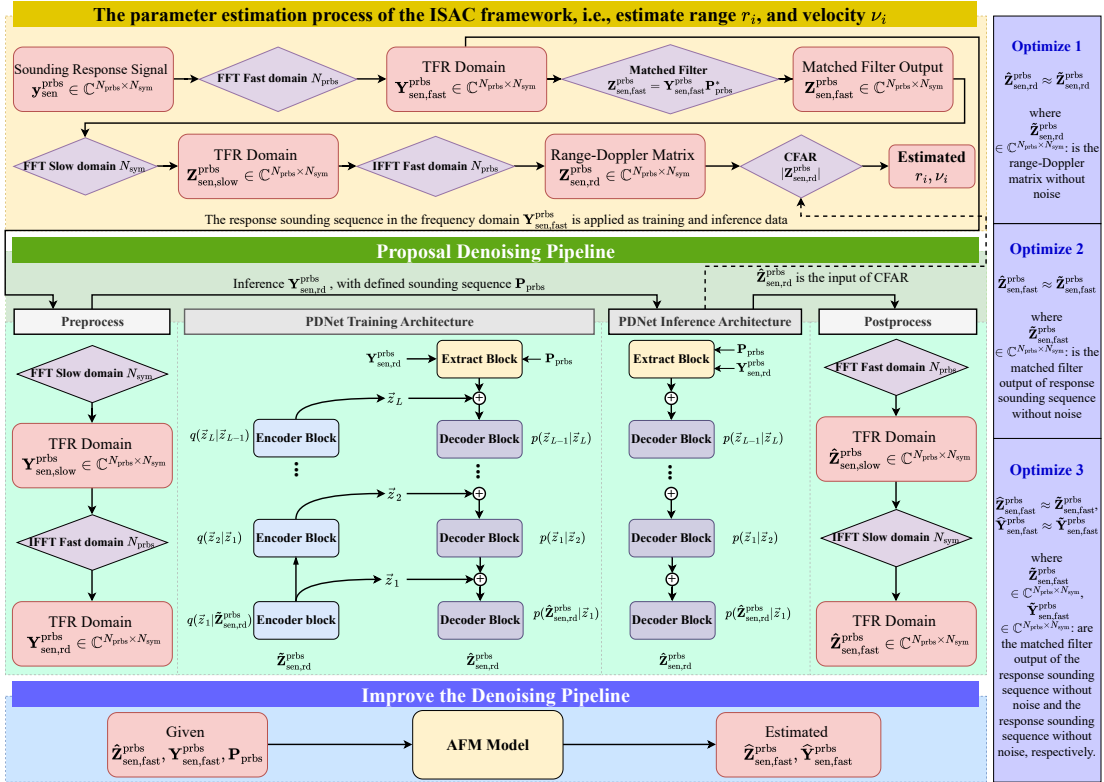 The parameter estimation process of the ISAC framework, i.e., estimate range r_i, and velocity ν_i
Sounding Response Signal
y_sen^prbs ∈ ℂ^{N_prbs×N_sym}
FFT Fast domain N_prbs
TFR Domain
Y_sen,fast^prbs ∈ ℂ^{N_prbs×N_sym}
Matched Filter
Z_sen,fast^prbs = Y_sen,fast^prbs P_prbs^*
Matched Filter Output
Z_sen,fast^prbs ∈ ℂ^{N_prbs×N_sym}
FFT Slow domain N_sym
TFR Domain
Z_sen,slow^prbs ∈ ℂ^{N_prbs×N_sym}
IFFT Fast domain N_prbs
Range-Doppler Matrix
Z_sen,rd^prbs ∈ ℂ^{N_prbs×N_sym}
CFAR
|Z_sen,rd^prbs|
Estimated
r_i, ν_i
The response sounding sequence in the frequency domain Y_sen,fast^prbs is applied as training and inference data
Proposal Denoising Pipeline
Inference Y_sen,rd^prbs , with defined sounding sequence P_prbs
Ẑ_sen,rd^prbs is the input of CFAR
Preprocess
PDNet Training Architecture
PDNet Inference Architecture
Postprocess
FFT Slow domain N_sym
TFR Domain
Y_sen,slow^prbs ∈ ℂ^{N_prbs×N_sym}
IFFT Fast domain N_prbs
TFR Domain
Y_sen,rd^prbs ∈ ℂ^{N_prbs×N_sym}
Y_sen,rd^prbs
Extract Block
P_prbs
z⃗_L
q(z⃗_L|z⃗_{L−1})
Encoder Block
Decoder Block
p(z⃗_{L−1}|z⃗_L)
z⃗_2
q(z⃗_2|z⃗_1)
Encoder Block
Decoder Block
p(z⃗_1|z⃗_2)
z⃗_1
q(z⃗_1|Z̃_sen,rd^prbs)
Encoder block
Decoder Block
p(Ẑ_sen,rd^prbs|z⃗_1)
Z̃_sen,rd^prbs
Ẑ_sen,rd^prbs
Extract Block
P_prbs
Y_sen,rd^prbs
Decoder Block
p(z⃗_{L−1}|z⃗_L)
Decoder Block
p(z⃗_1|z⃗_2)
Decoder Block
p(Ẑ_sen,rd^prbs|z⃗_1)
Ẑ_sen,rd^prbs
FFT Fast domain N_prbs
TFR Domain
Ẑ_sen,slow^prbs ∈ ℂ^{N_prbs×N_sym}
IFFT Slow domain N_sym
TFR Domain
Ẑ_sen,fast^prbs ∈ ℂ^{N_prbs×N_sym}
Improve the Denoising Pipeline
Given
Ẑ_sen,fast^prbs, Y_sen,fast^prbs, P_prbs
AFM Model
Estimated
Ẑ_sen,fast^prbs, Ŷ_sen,fast^prbs
Optimize 1
Ẑ_sen,rd^prbs ≈ Z̃_sen,rd^prbs
where
Z̃_sen,rd^prbs
∈ ℂ^{N_prbs×N_sym}: is the
range-Doppler
matrix without
noise
Optimize 2
Ẑ_sen,fast^prbs ≈ Z̃_sen,fast^prbs
where
Z̃_sen,fast^prbs
∈ ℂ^{N_prbs×N_sym}: is the
matched filter
output of response
sounding sequence
without noise
Optimize 3
Ẑ_sen,fast^prbs ≈ Z̃_sen,fast^prbs,
Ŷ_sen,fast^prbs ≈ Ỹ_sen,fast^prbs
where
Z̃_sen,fast^prbs
∈ ℂ^{N_prbs×N_sym},
Ỹ_sen,fast^prbs
∈ ℂ^{N_prbs×N_sym}: are
the matched filter
output of the
response sounding
sequence without
noise and the
response sounding
sequence without
noise, respectively.